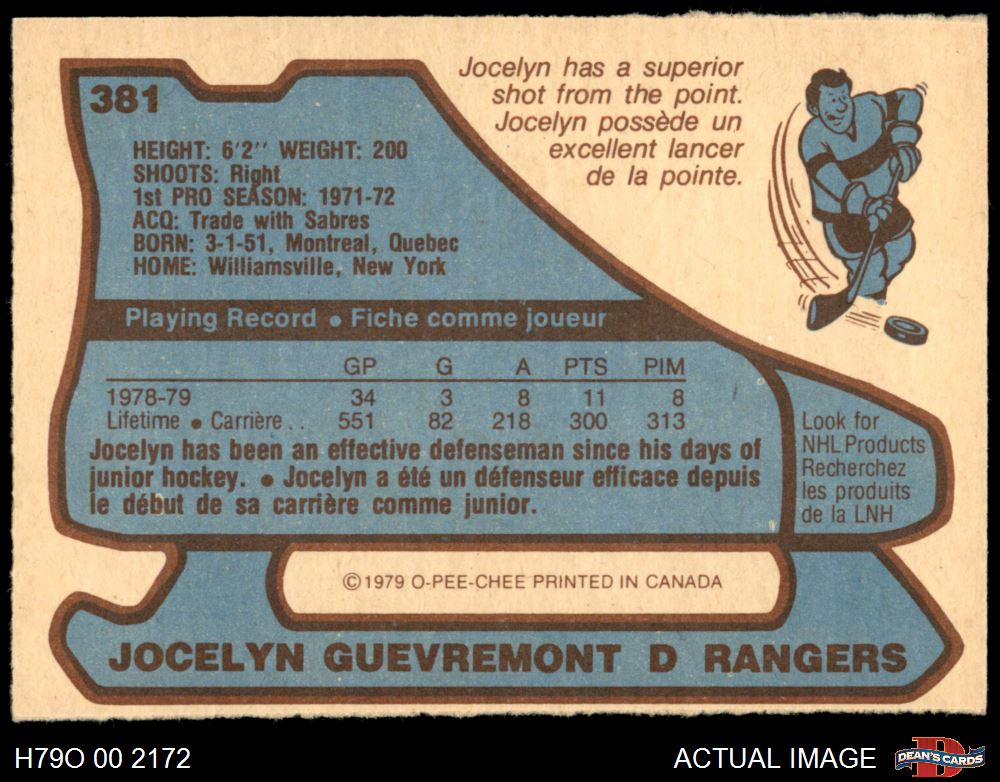 381
Jocelyn has a superior
shot from the point.
Jocelyn possède un
excellent lancer
de la pointe.
HEIGHT: 6'2'' WEIGHT: 200
SHOOTS: Right
1st PRO SEASON: 1971-72
ACQ: Trade with Sabres
BORN: 3-1-51, Montreal, Quebec
HOME: Williamsville, New York
Playing Record • Fiche comme joueur
GP G A PTS PIM
1978-79 34 3 8 11 8
Lifetime • Carrière . . 551 82 218 300 313
Jocelyn has been an effective defenseman since his days of
junior hockey. • Jocelyn a été un défenseur efficace depuis
le début de sa carrière comme junior.
Look for
NHL Products
Recherchez
les produits
de la LNH
©1979 O-PEE-CHEE PRINTED IN CANADA
JOCELYN GUEVREMONT D RANGERS
H79O 00 2172
ACTUAL IMAGE
D
DEAN'S CARDS